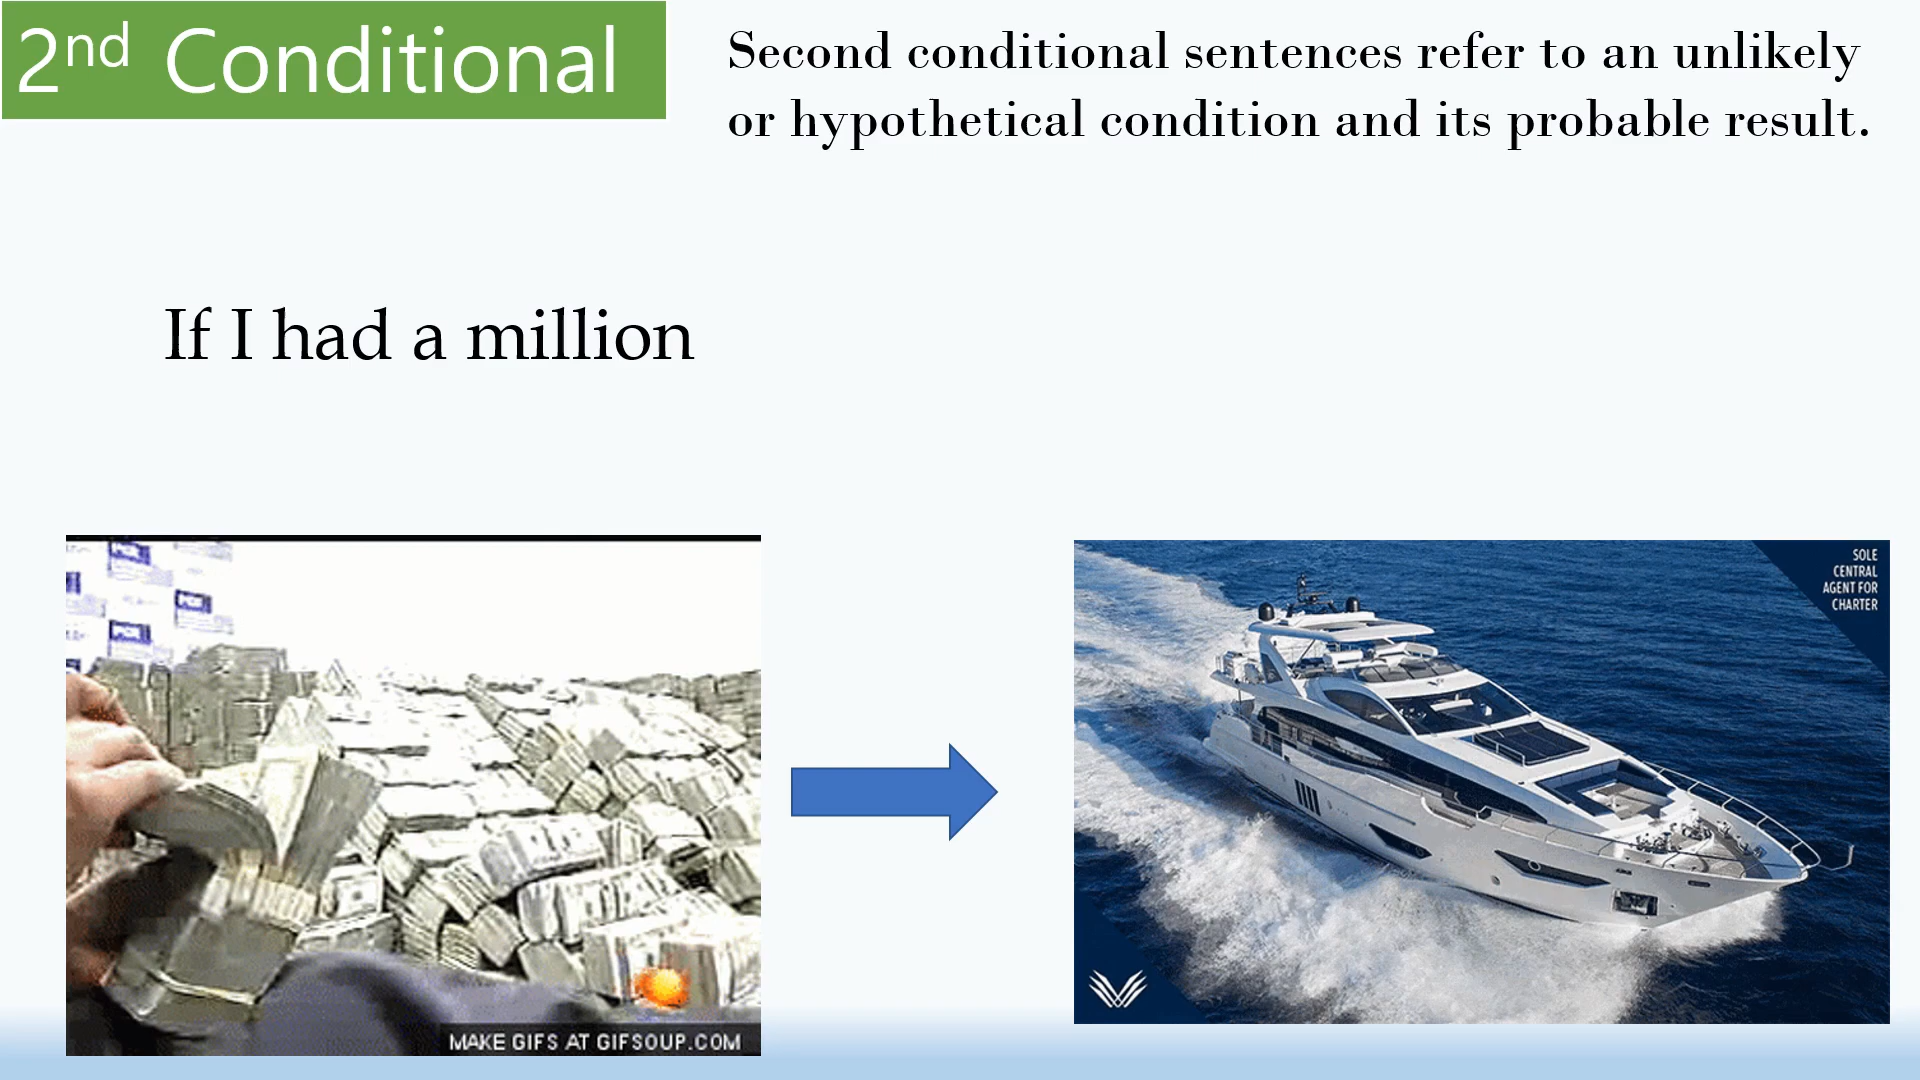 2nd Conditional
Second conditional sentences refer to an unlikely
or hypothetical condition and its probable result.
If I had a million
SOLE
CENTRAL
AGENT FOR
CHARTER
MAKE GIFS AT GIFSOUP.COM